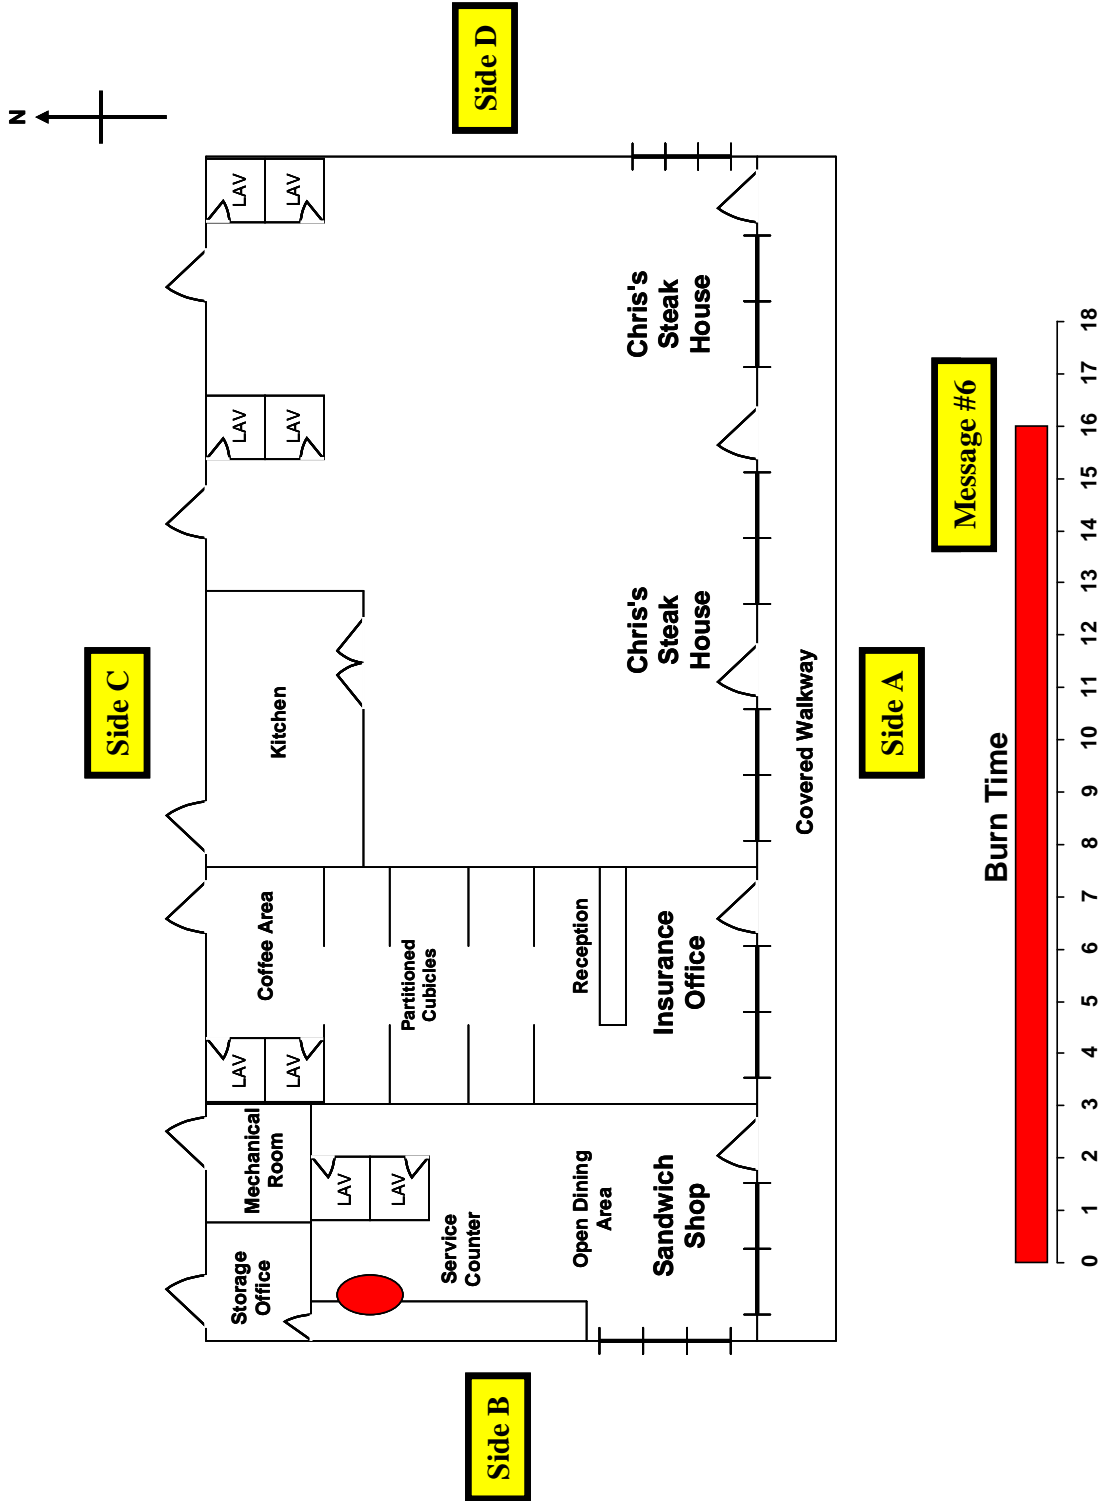 N
Side C
Side D
Side B
Side A
Storage
Office
Mechanical
Room
LAV
LAV
LAV
LAV
Coffee Area
Kitchen
LAV
LAV
LAV
LAV
Service
Counter
Partitioned
Cubicles
Open Dining
Area
Reception
Sandwich
Shop
Insurance
Office
Chris's
Steak
House
Chris's
Steak
House
Covered Walkway
Message #6
Burn Time
0 1 2 3 4 5 6 7 8 9 10 11 12 13 14 15 16 17 18